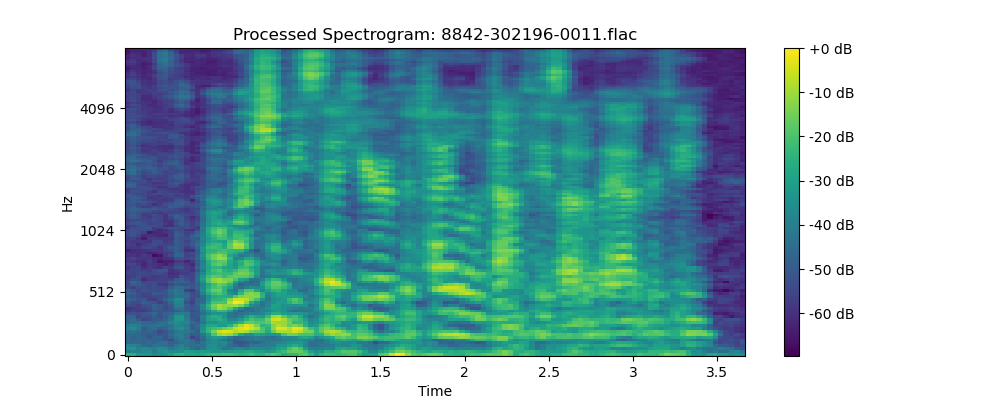 Processed Spectrogram: 8842-302196-0011.flac
Hz
4096
2048
1024
512
0
0
0.5
1
1.5
2
2.5
3
3.5
Time
+0 dB
-10 dB
-20 dB
-30 dB
-40 dB
-50 dB
-60 dB